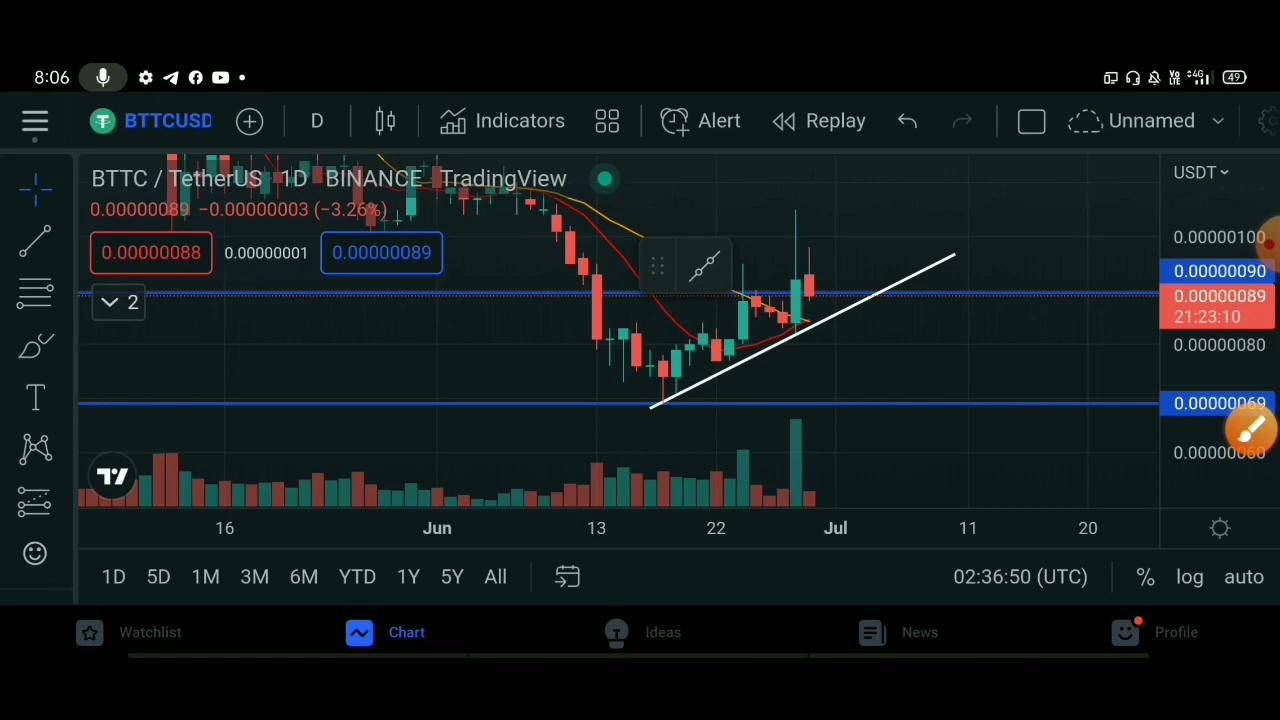 8:06 4G 49
BTTCUSD D Indicators Alert Replay Unnamed
BTTC / TetherUS 1D BINANCE TradingView USDT
0.00000089 −0.00000003 (−3.26%)
0.00000088 0.00000001 0.00000089
2
0.00000100
0.00000090
0.00000089
21:23:10
0.00000080
0.00000069
0.00000060
16 Jun 13 22 Jul 11 20
1D 5D 1M 3M 6M YTD 1Y 5Y All 02:36:50 (UTC) % log auto
Watchlist Chart Ideas News Profile